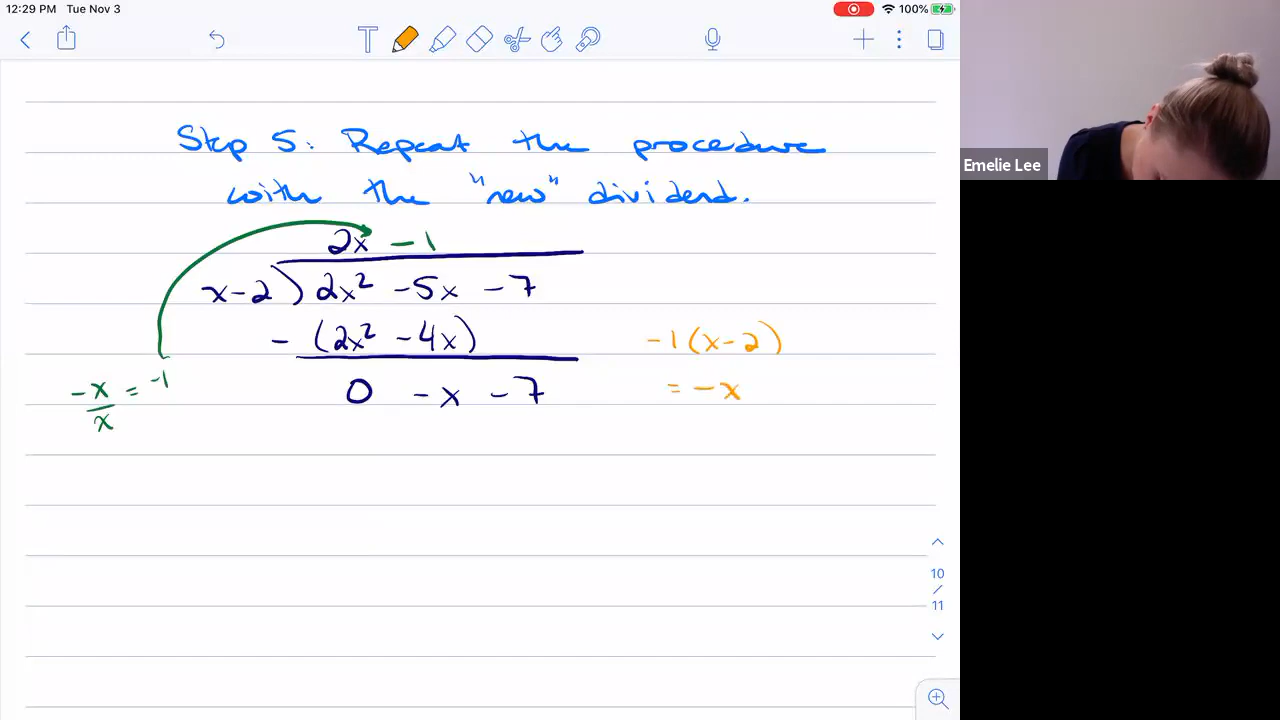 12:29 PM Tue Nov 3 100%
T
Step 5: Repeat the procedure
with the "new" dividend.
2x - 1
x-2 ) 2x² - 5x - 7
- (2x² - 4x)
-1(x-2)
-x/x = -1
0 - x - 7
= -x
Emelie Lee
10
/
11